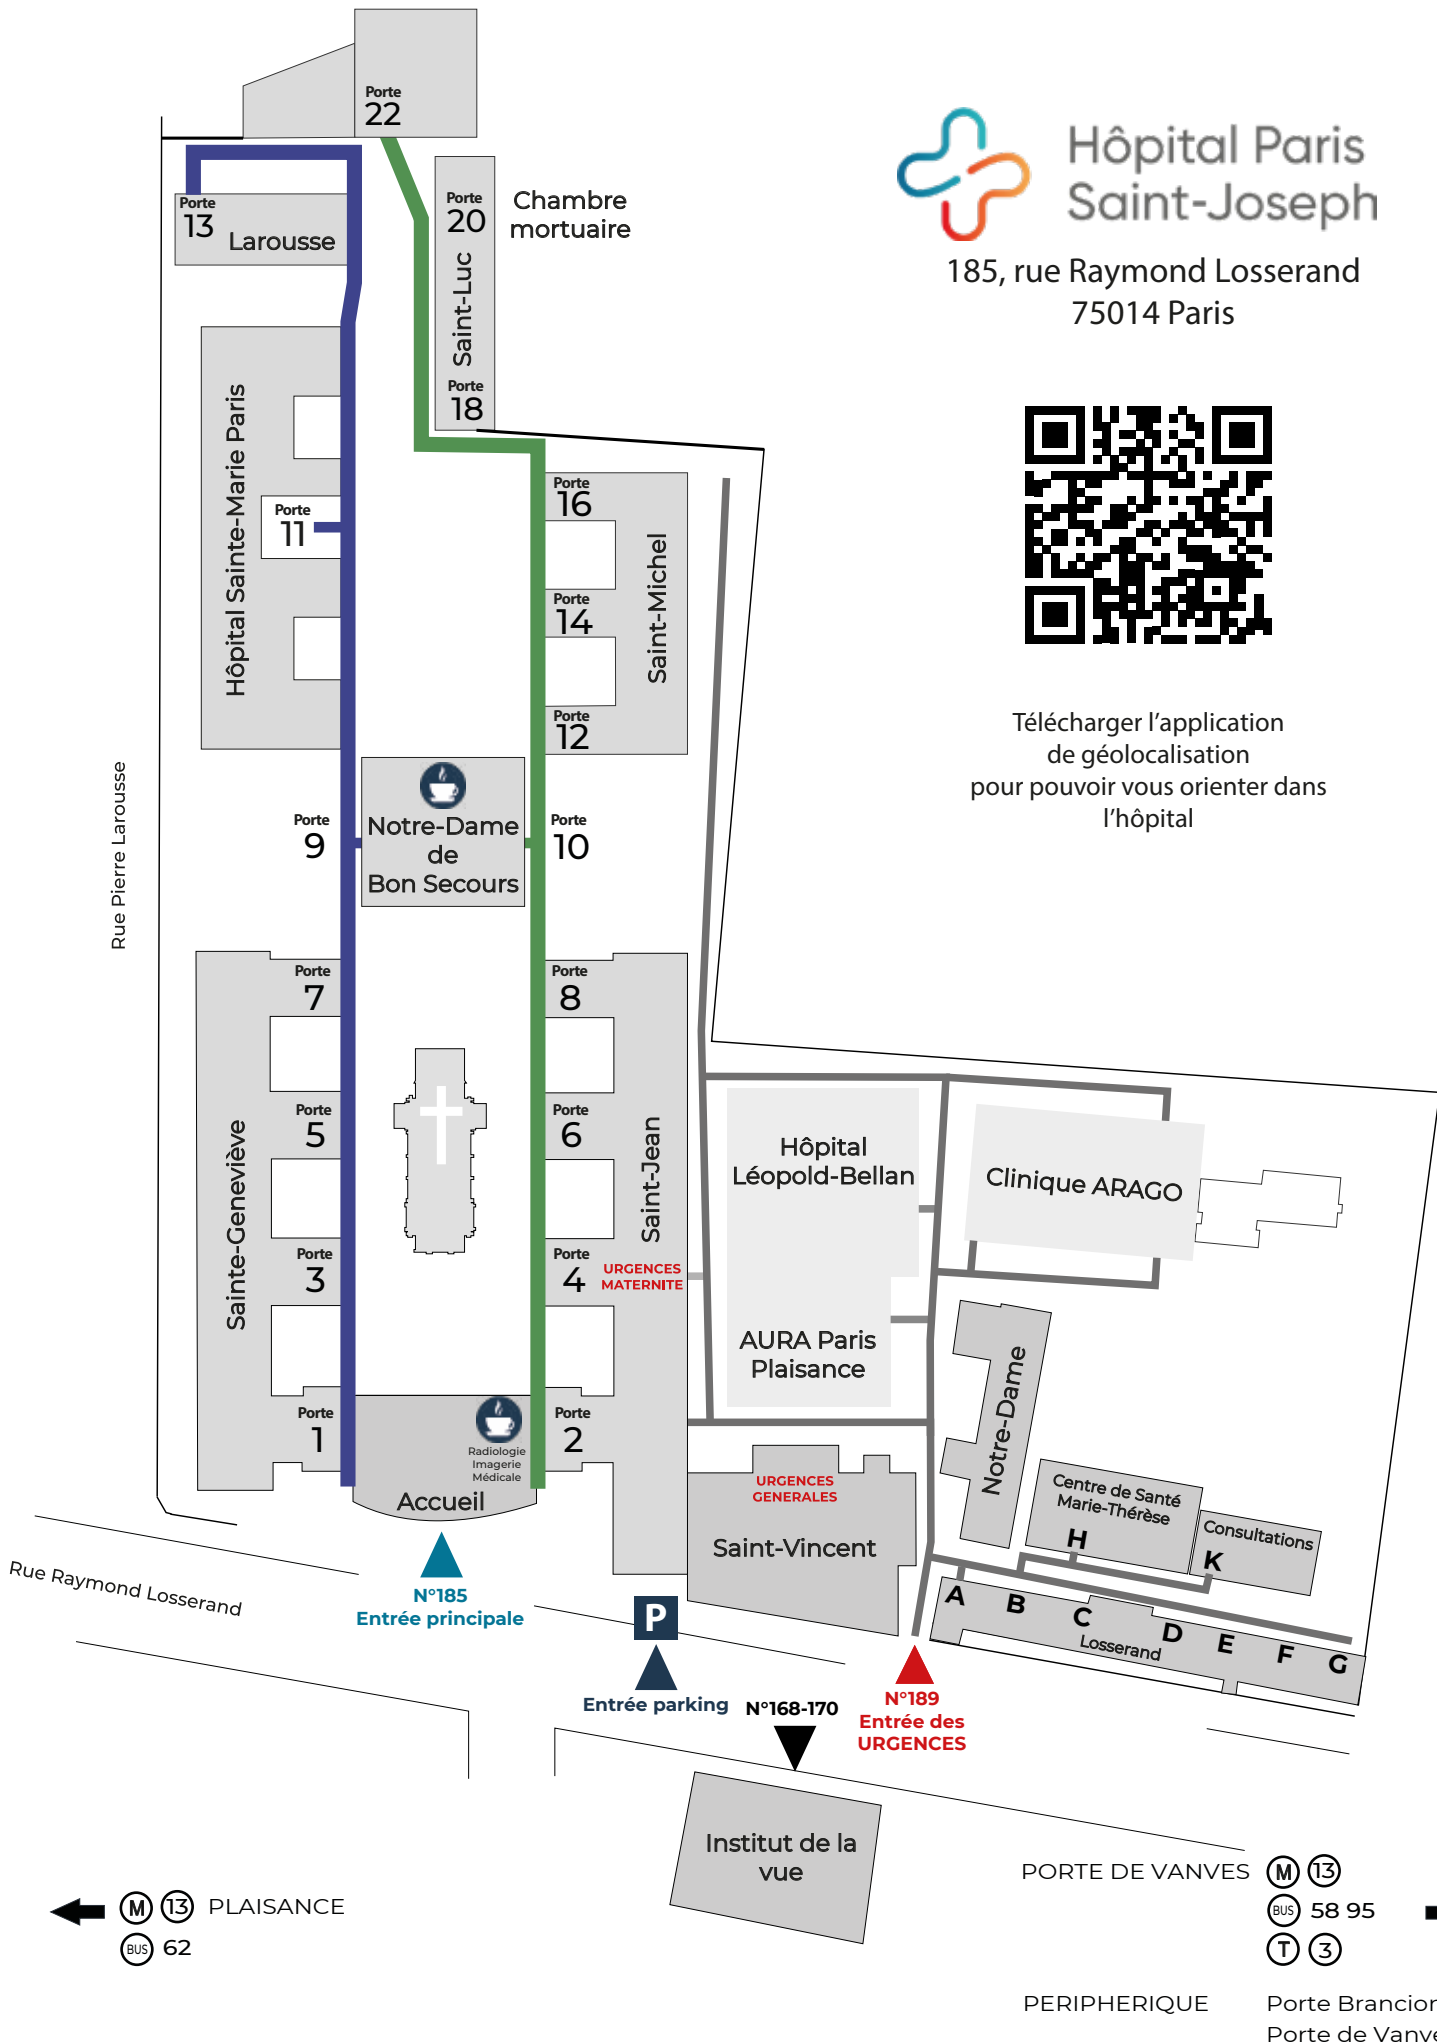 Porte
22
Porte
13
Larousse
Porte
20
Saint-Luc
Porte
18
Chambre
mortuaire
Hôpital Paris
Saint-Joseph
185, rue Raymond Losserand
75014 Paris
Télécharger l'application
de géolocalisation
pour pouvoir vous orienter dans
l'hôpital
Hôpital Sainte-Marie Paris
Porte
11
Porte
16
Porte
14
Porte
12
Saint-Michel
Rue Pierre Larousse
Porte
9
Notre-Dame
de
Bon Secours
Porte
10
Porte
7
Porte
5
Porte
3
Porte
1
Sainte-Geneviève
Porte
8
Porte
6
Porte
4
Porte
2
Saint-Jean
URGENCES
MATERNITE
Radiologie
Imagerie
Médicale
Accueil
Hôpital
Léopold-Bellan
AURA Paris
Plaisance
Clinique ARAGO
Notre-Dame
Centre de Santé
Marie-Thérèse
H
Consultations
K
URGENCES
GENERALES
Saint-Vincent
A
B
C
D
E
F
G
Losserand
Rue Raymond Losserand
N°185
Entrée principale
P
Entrée parking
N°168-170
N°189
Entrée des
URGENCES
Institut de la
vue
M 13 PLAISANCE
BUS 62
PORTE DE VANVES M 13
BUS 58 95
T 3
PERIPHERIQUE Porte Brancion
Porte de Vanve